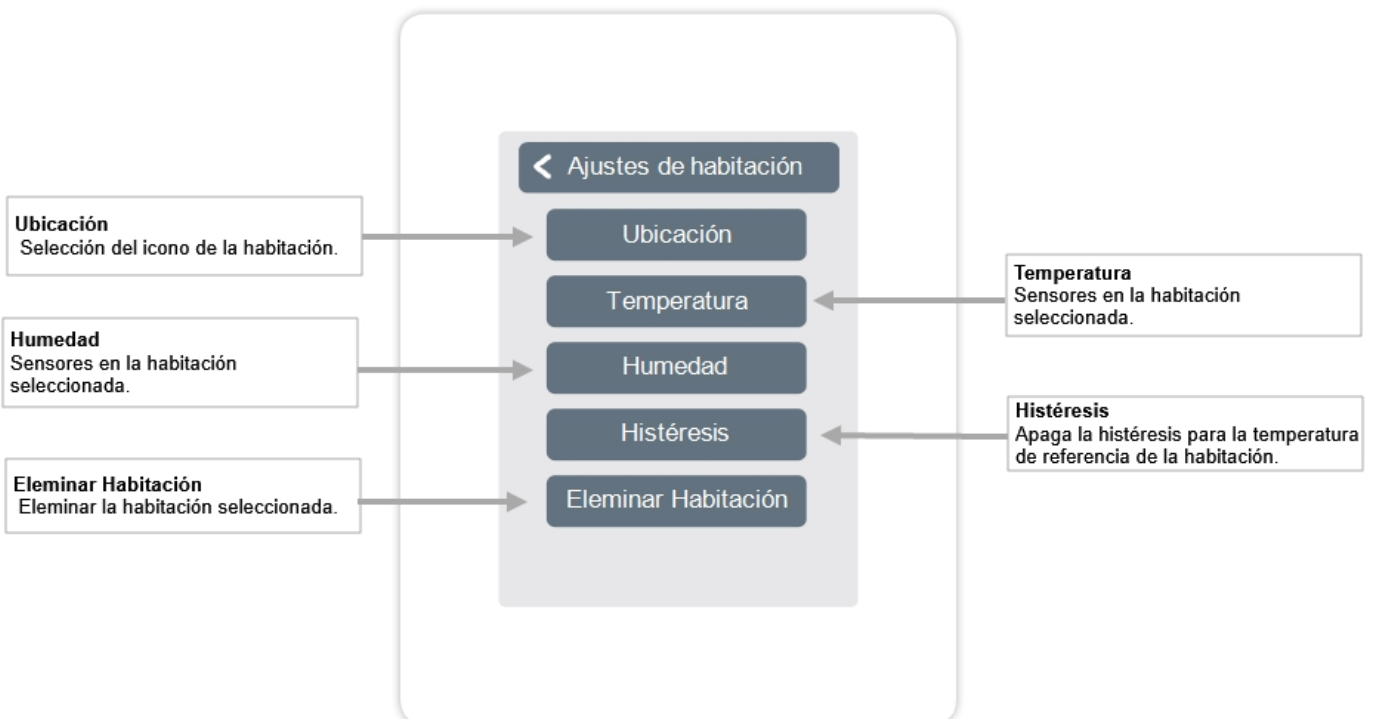 Ajustes de habitación
Ubicación
Selección del icono de la habitación.
Ubicación
Temperatura
Temperatura
Sensores en la habitación
seleccionada.
Humedad
Sensores en la habitación
seleccionada.
Humedad
Histéresis
Histéresis
Apaga la histéresis para la temperatura
de referencia de la habitación.
Eleminar Habitación
Eleminar la habitación seleccionada.
Eleminar Habitación